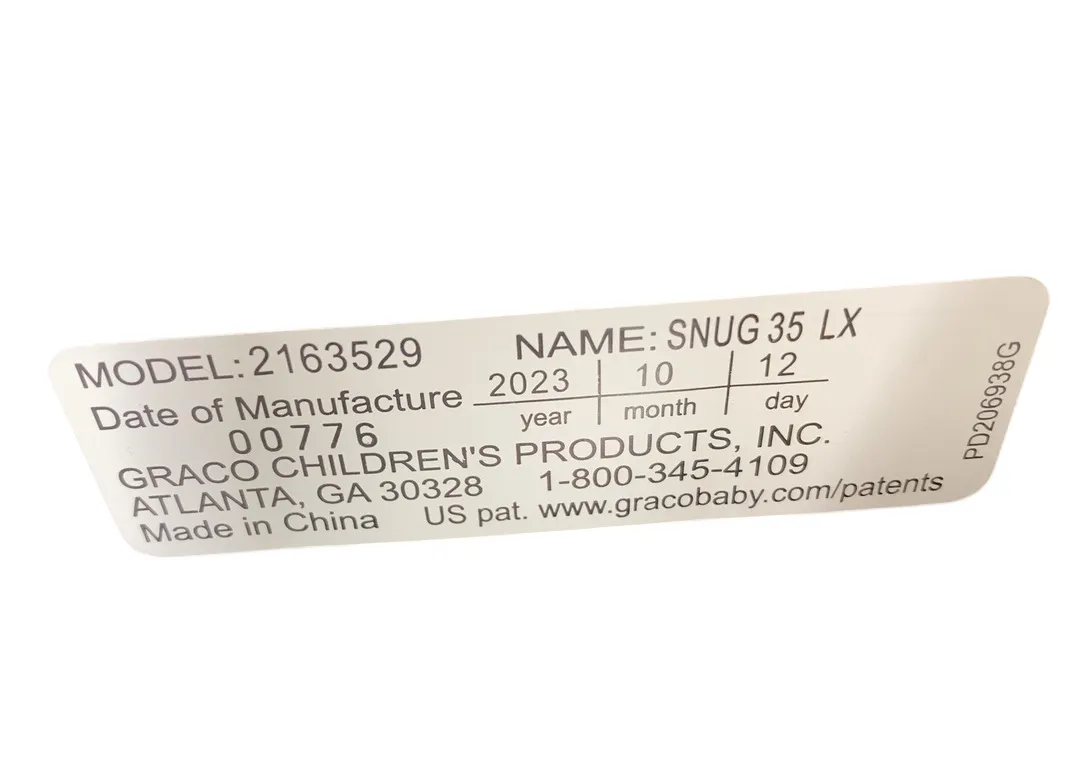 MODEL:2163529 NAME: SNUG 35 LX
Date of Manufacture 2023 10 12
year month day
00776
GRACO CHILDREN'S PRODUCTS, INC.
ATLANTA, GA 30328 1-800-345-4109
Made in China US pat. www.gracobaby.com/patents
PD206938G